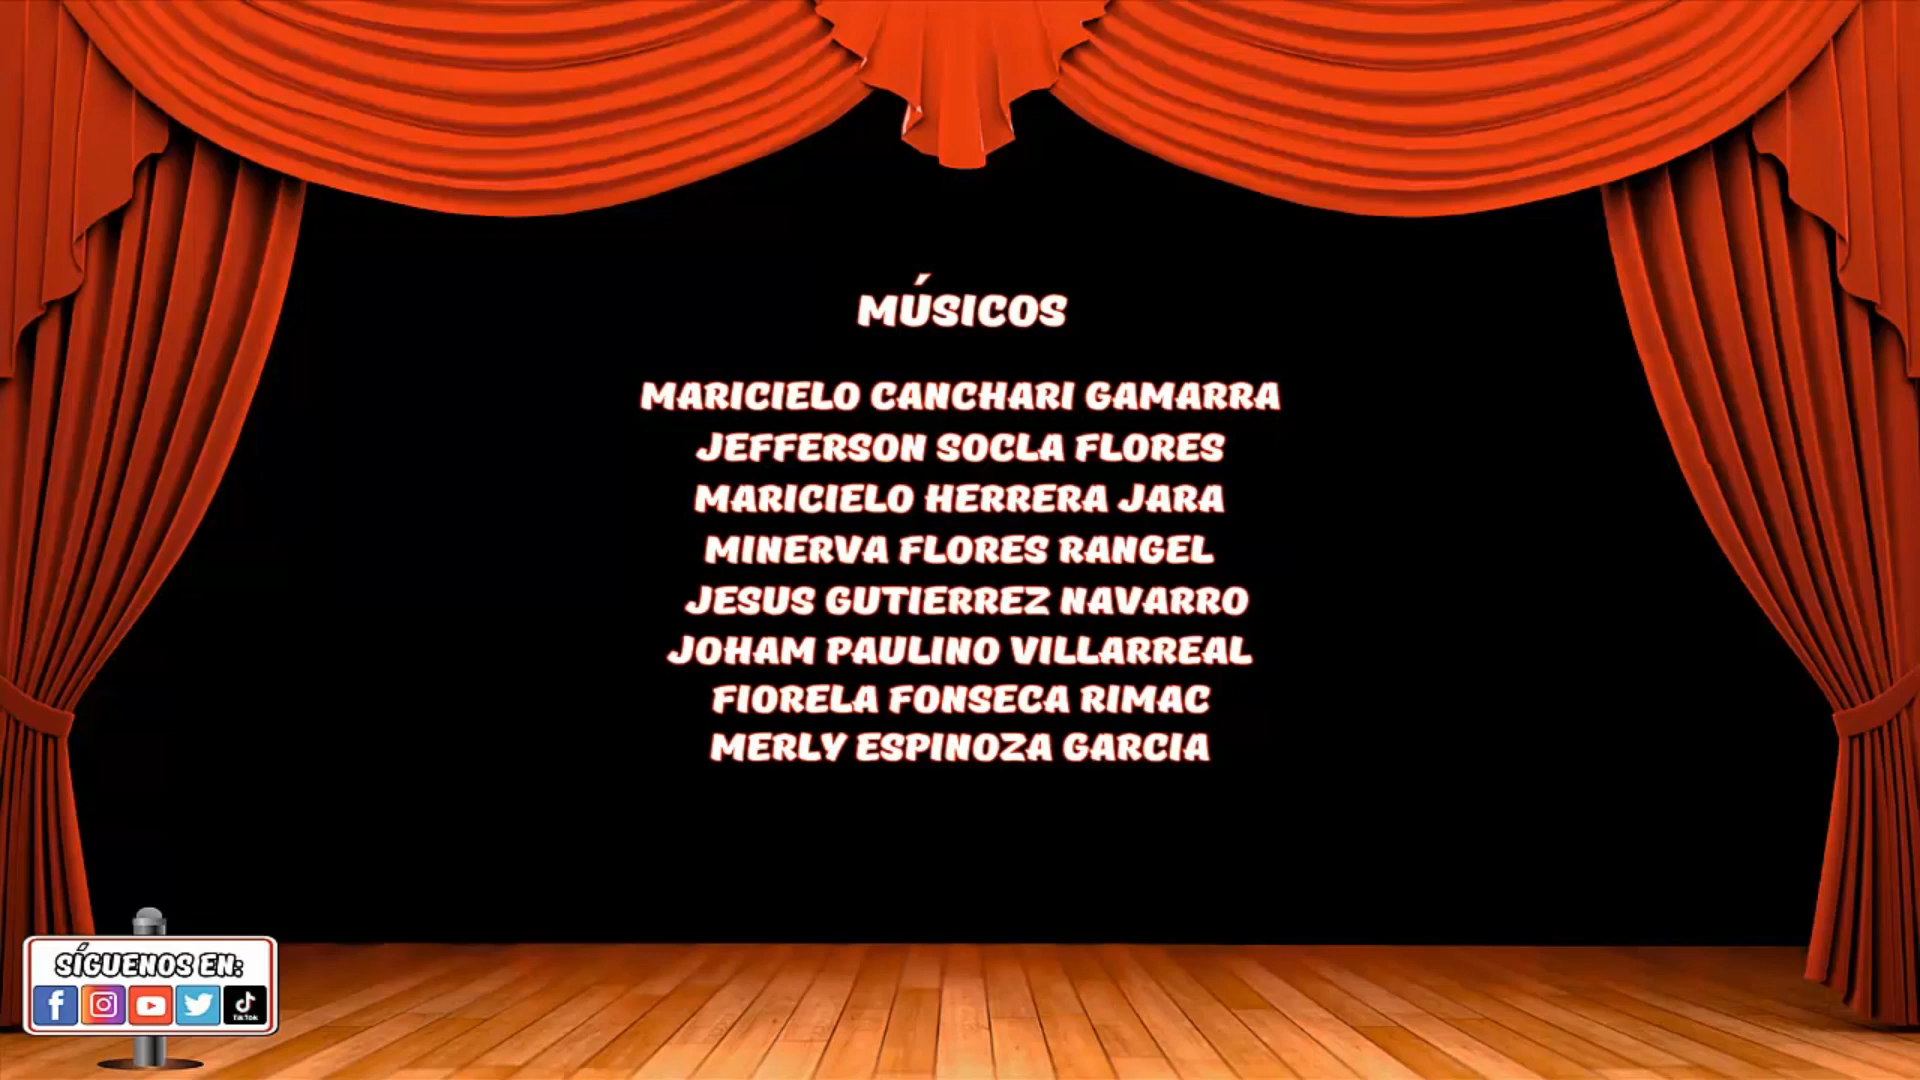 MÚSICOS
MARICIELO CANCHARI GAMARRA
JEFFERSON SOCLA FLORES
MARICIELO HERRERA JARA
MINERVA FLORES RANGEL
JESUS GUTIERREZ NAVARRO
JOHAM PAULINO VILLARREAL
FIORELA FONSECA RIMAC
MERLY ESPINOZA GARCIA
SÍGUENOS EN:
TikTok